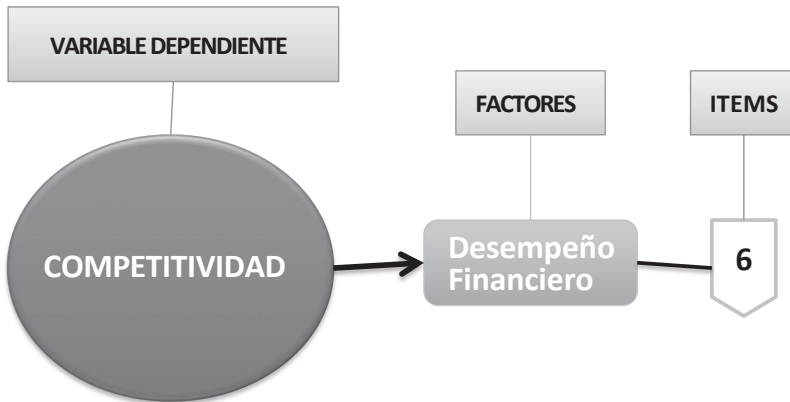 VARIABLE DEPENDIENTE
FACTORES
ITEMS
COMPETITIVIDAD
Desempeño
Financiero
6